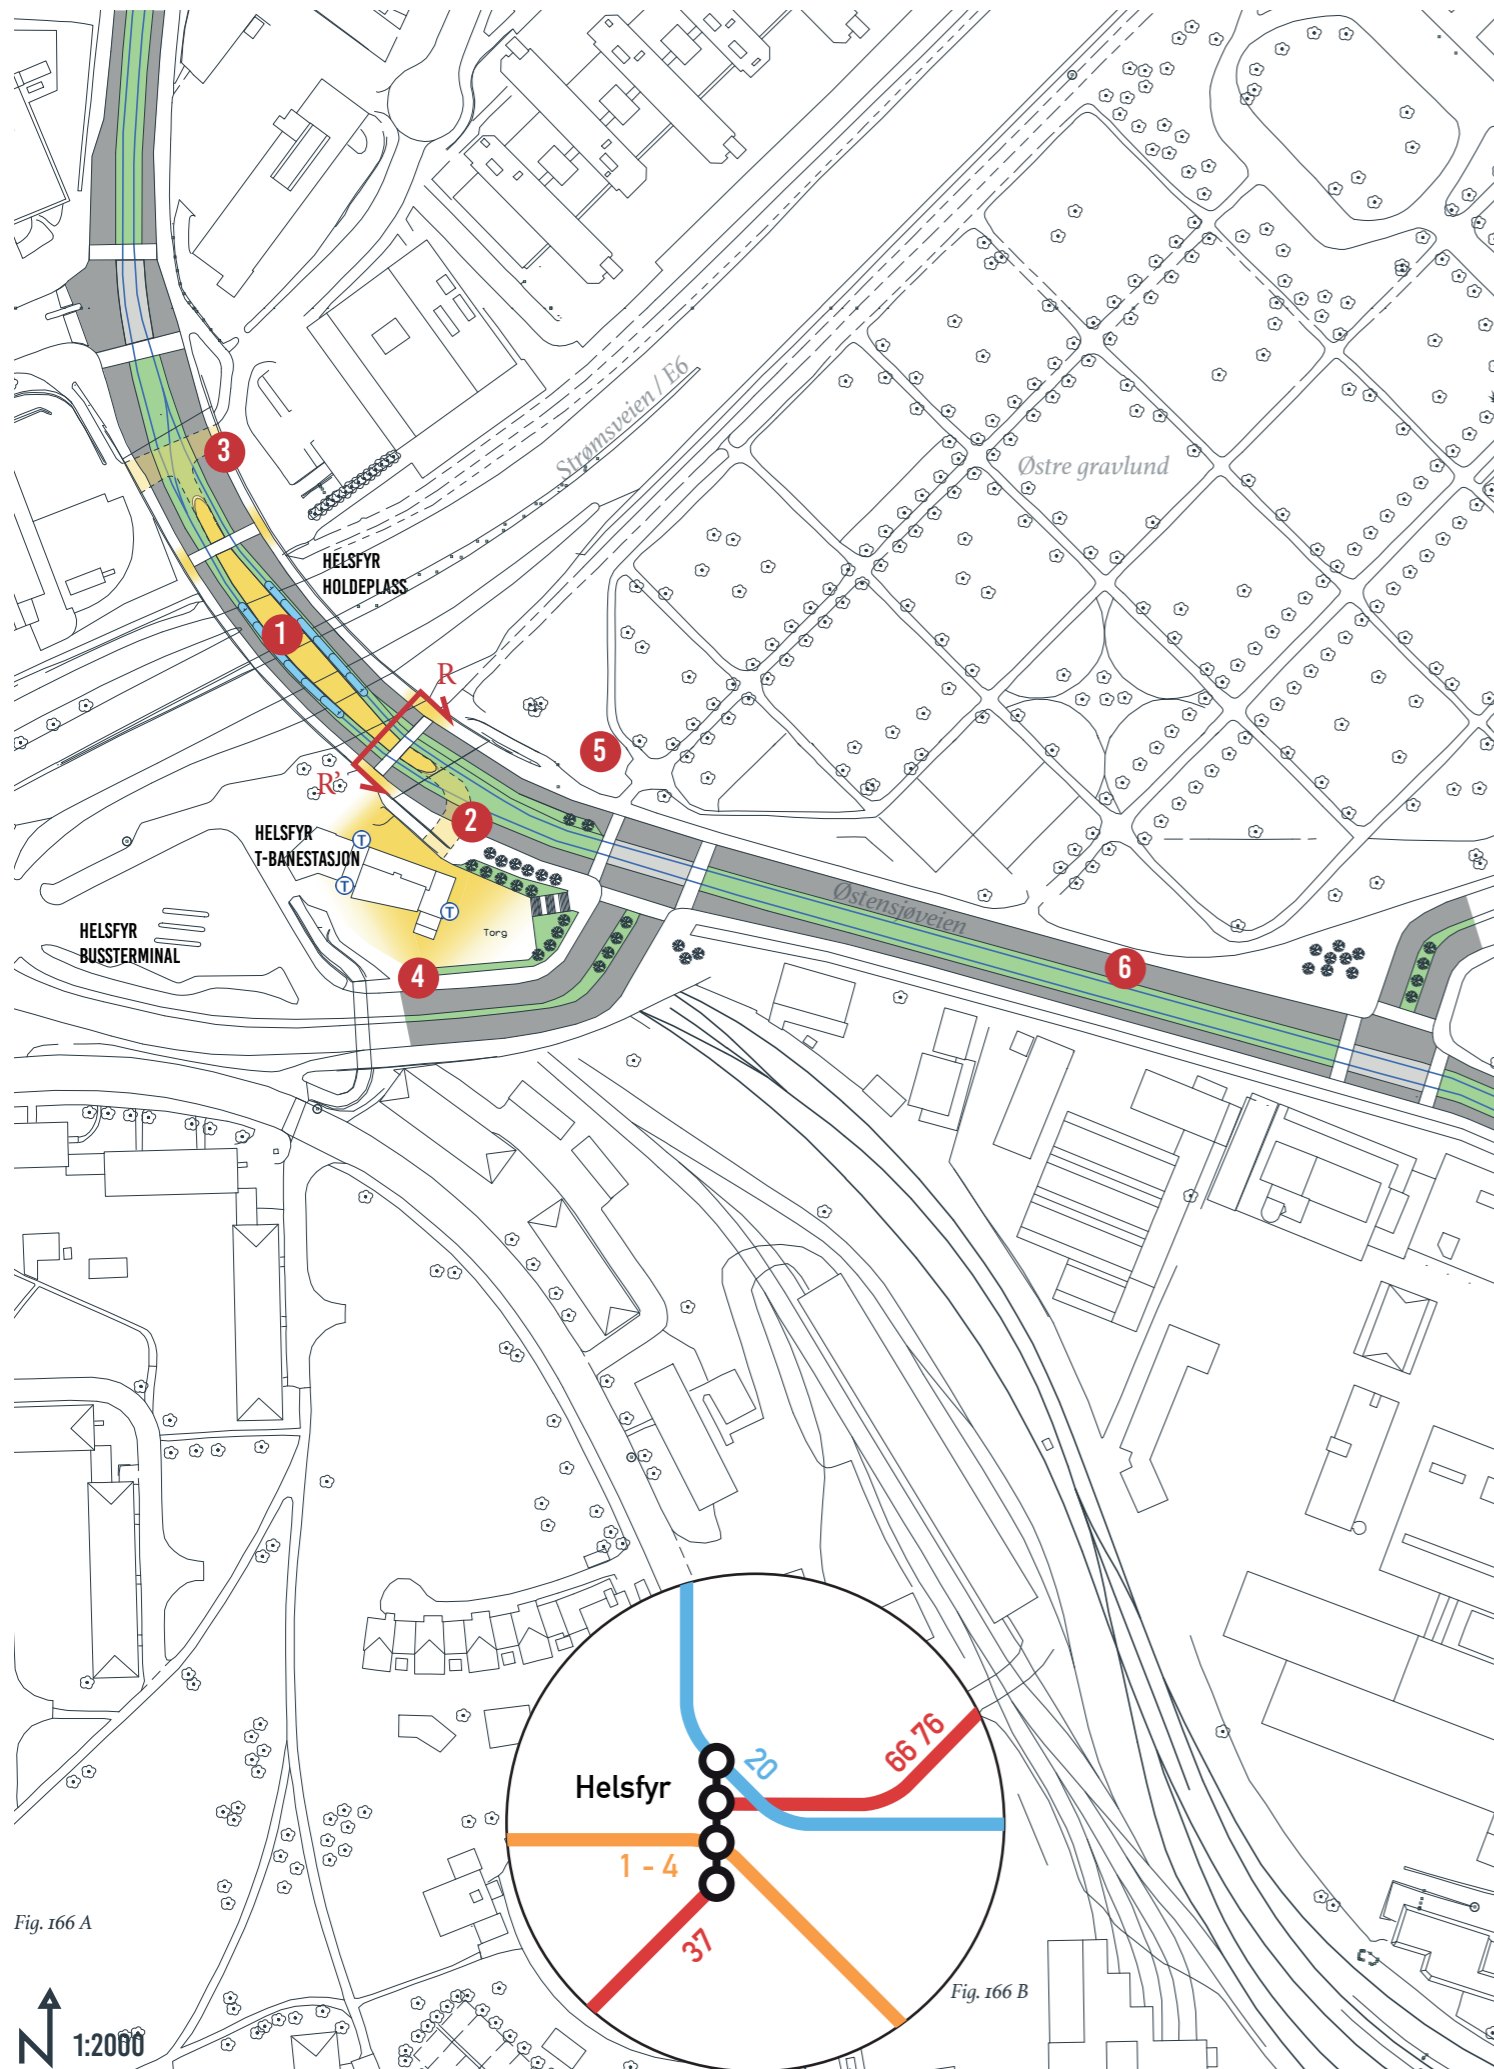 Strømsveien / E6
3
Østre gravlund
HELSFYR
HOLDEPLASS
1
R
5
R'
2
HELSFYR
T-BANESTASJON
T
T
T
Torg
Østensjøveien
HELSFYR
BUSSTERMINAL
4
6
20
66 76
Helsfyr
1 - 4
37
Fig. 166 A
Fig. 166 B
N
1:2000